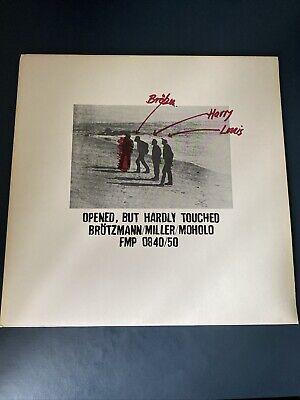 Brötzm
Harry
Louis
OPENED, BUT HARDLY TOUCHED
BRÖTZMANN/MILLER/MOHOLO
FMP 0840/50